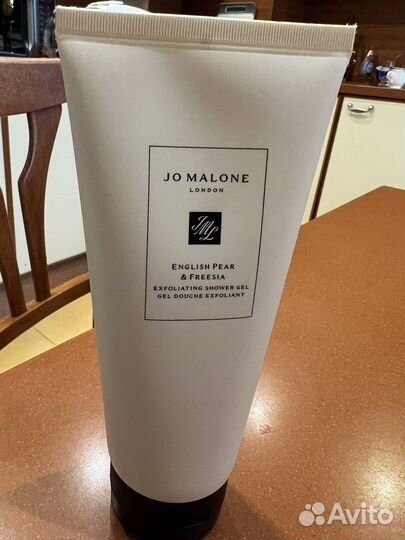 JO MALONE
LONDON
JML
ENGLISH PEAR
& FREESIA
EXFOLIATING SHOWER GEL
GEL DOUCHE EXFOLIANT
Avito